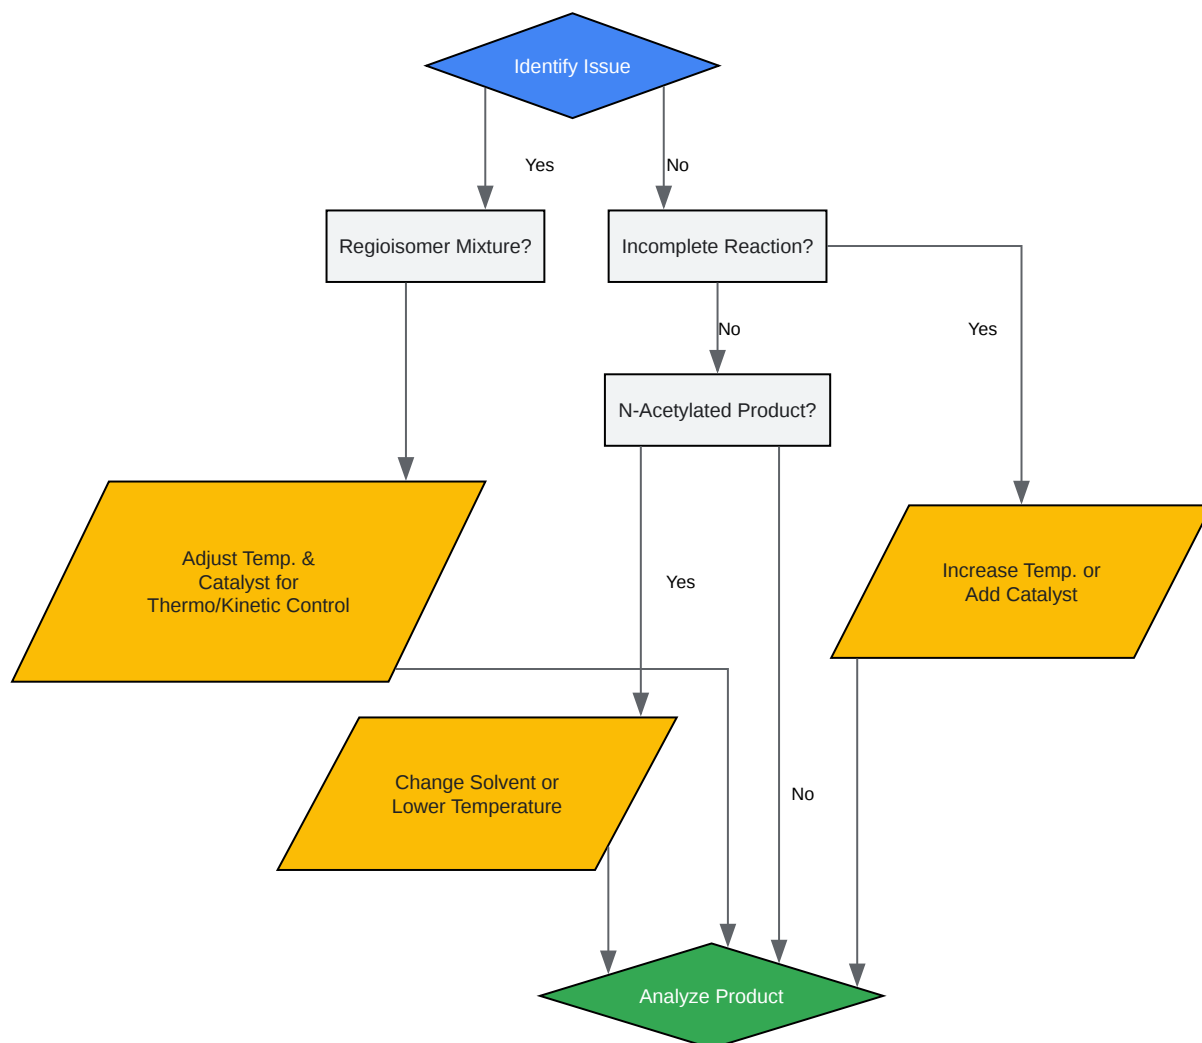 Identify Issue
Yes
No
Regioisomer Mixture?
Incomplete Reaction?
No
Yes
N-Acetylated Product?
Adjust Temp. &
Catalyst for
Thermo/Kinetic Control
Yes
Increase Temp. or
Add Catalyst
Change Solvent or
Lower Temperature
No
Analyze Product